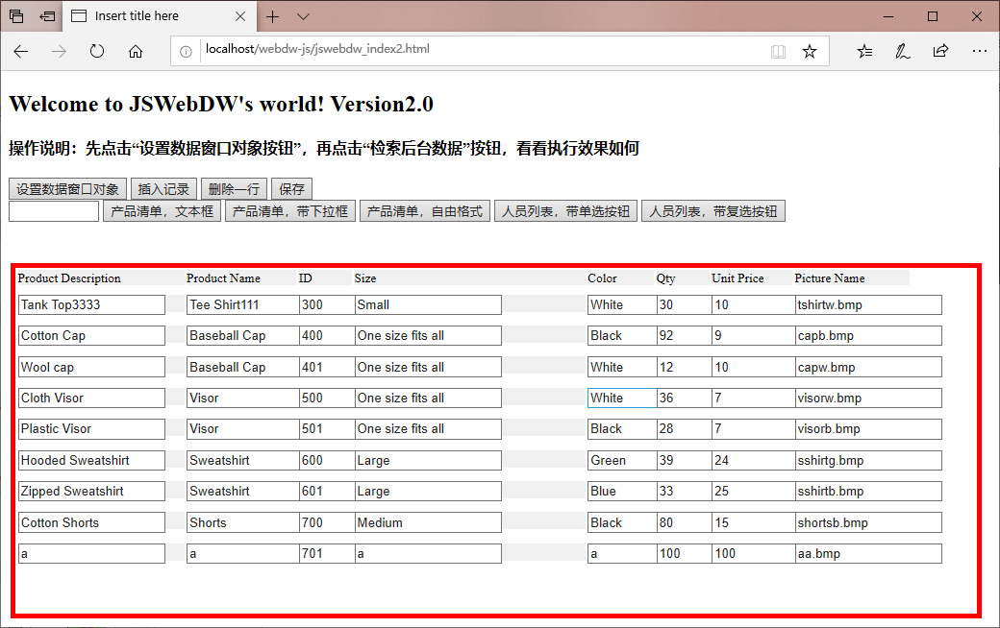 Insert title here
localhost/webdw-js/jswebdw_index2.html
Welcome to JSWebDW's world! Version2.0
操作说明：先点击“设置数据窗口对象按钮”，再点击“检索后台数据”按钮，看看执行效果如何
设置数据窗口对象 插入记录 删除一行 保存
产品清单，文本框 产品清单，带下拉框 产品清单，自由格式 人员列表，带单选按钮 人员列表，带复选按钮
Product Description Product Name ID Size Color Qty Unit Price Picture Name
Tank Top3333 Tee Shirt111 300 Small White 30 10 tshirtw.bmp
Cotton Cap Baseball Cap 400 One size fits all Black 92 9 capb.bmp
Wool cap Baseball Cap 401 One size fits all White 12 10 capw.bmp
Cloth Visor Visor 500 One size fits all White 36 7 visorw.bmp
Plastic Visor Visor 501 One size fits all Black 28 7 visorb.bmp
Hooded Sweatshirt Sweatshirt 600 Large Green 39 24 sshirtg.bmp
Zipped Sweatshirt Sweatshirt 601 Large Blue 33 25 sshirtb.bmp
Cotton Shorts Shorts 700 Medium Black 80 15 shortsb.bmp
a a 701 a a 100 100 aa.bmp